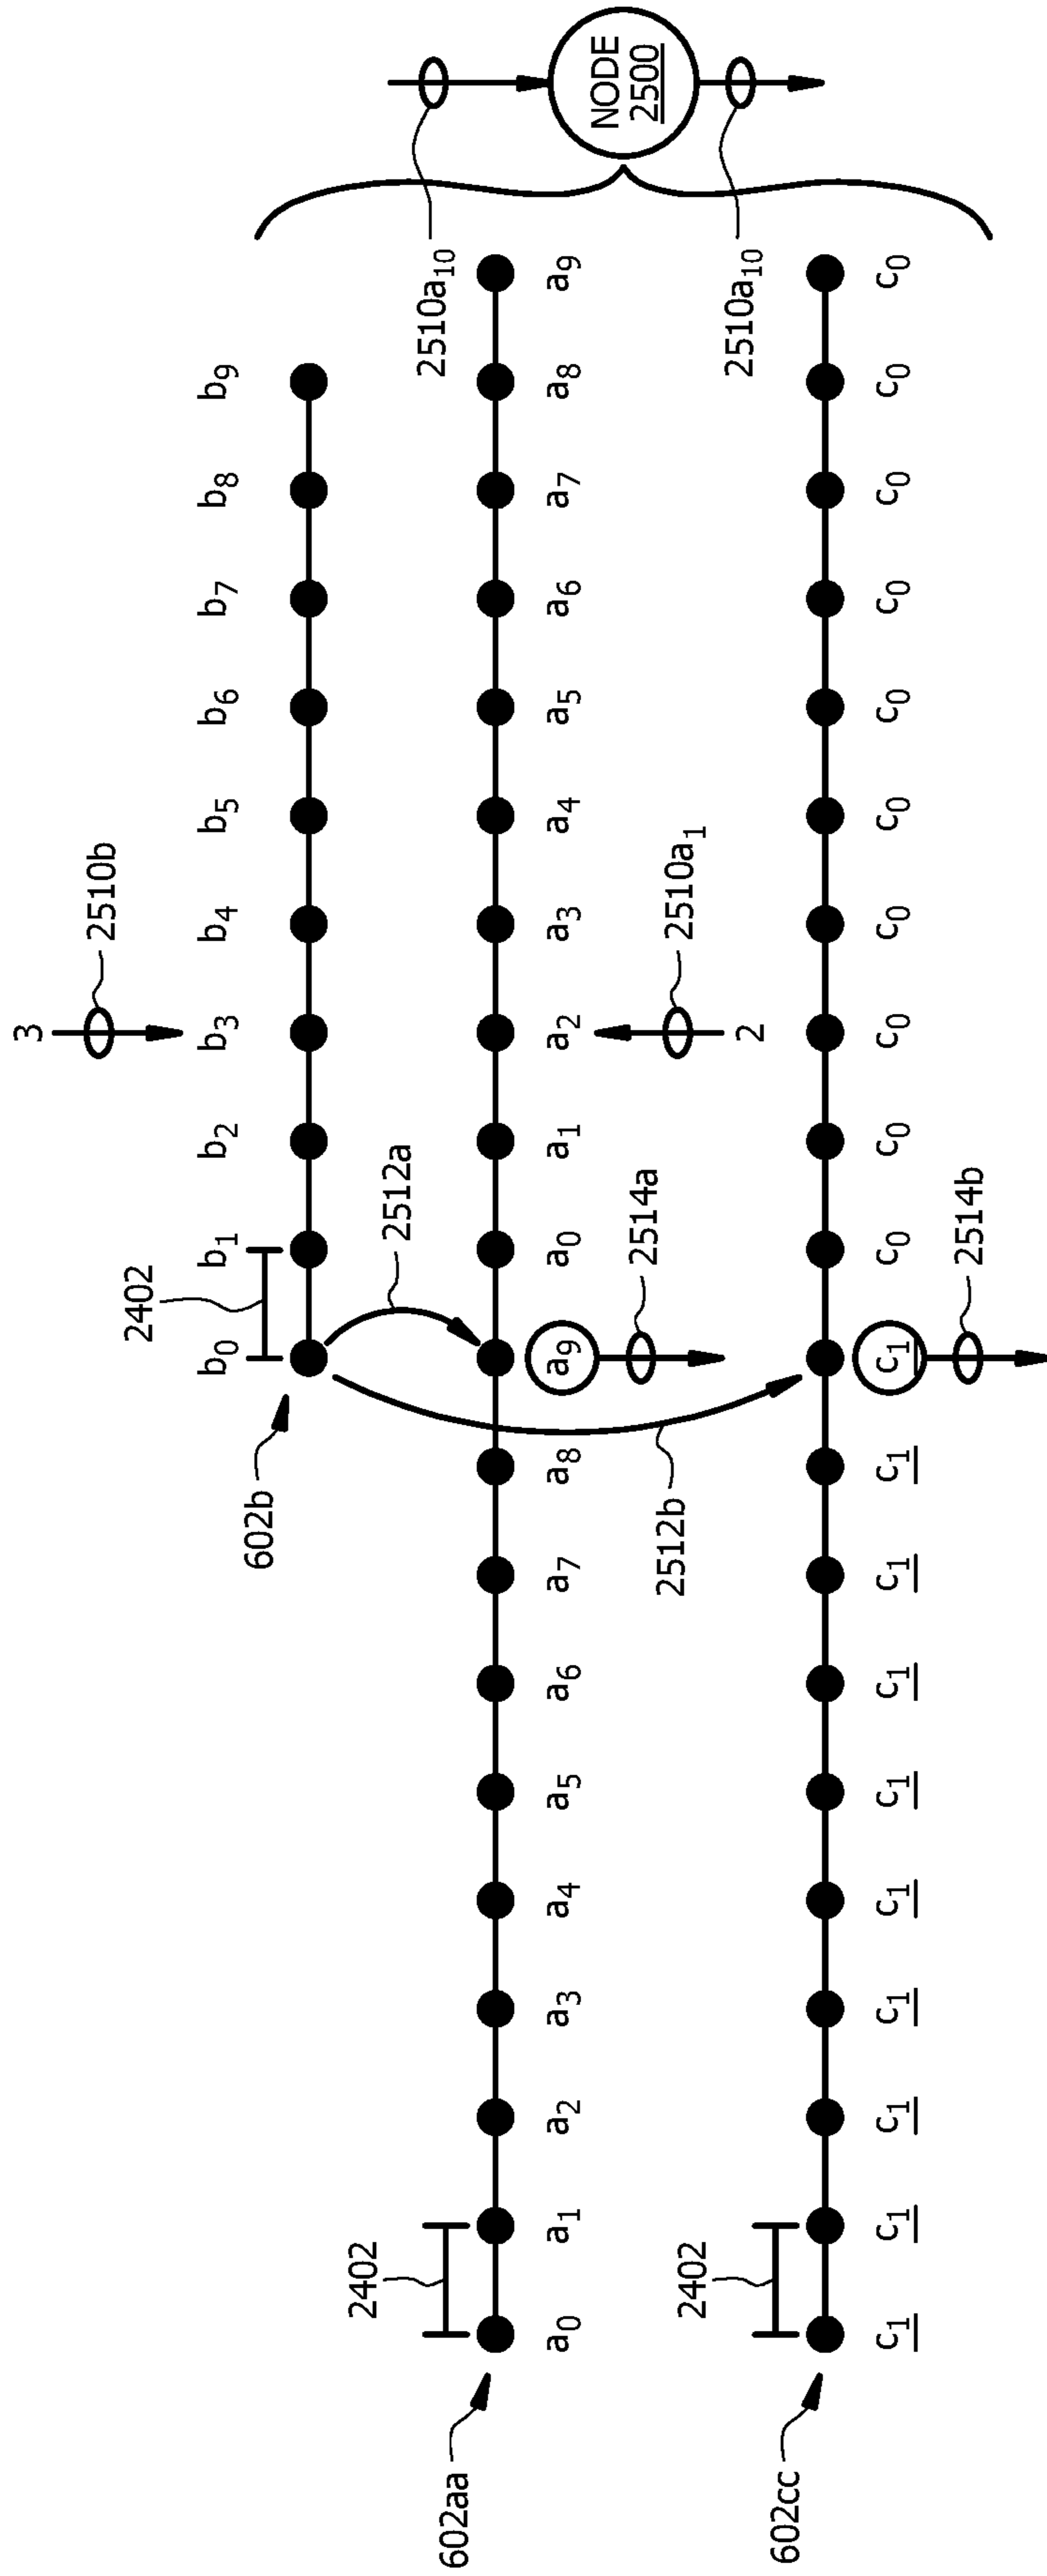 3
2510b
2402
b₀ b₁ b₂ b₃ b₄ b₅ b₆ b₇ b₈ b₉
602b
2512a
2402
2510a₁₀
602aa
a₀ a₁ a₂ a₃ a₄ a₅ a₆ a₇ a₈ a₉ a₀ a₁ a₂ a₃ a₄ a₅ a₆ a₇ a₈ a₉
NODE
2500
2514a
2510a₁
2512b
2
2402
2510a₁₀
602cc
c₁ c₁ c₁ c₁ c₁ c₁ c₁ c₁ c₁ c₁ c₀ c₀ c₀ c₀ c₀ c₀ c₀ c₀ c₀ c₀
2514b